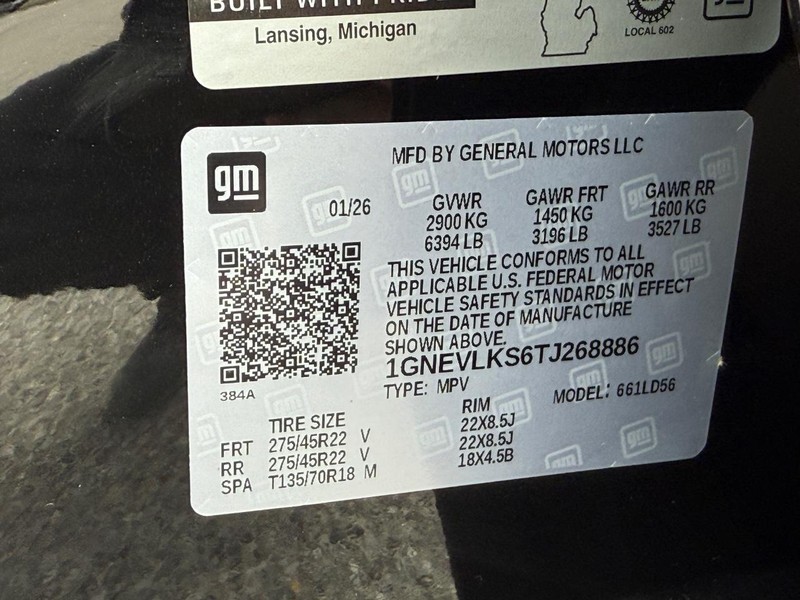 BUILT WITH PRIDE
Lansing, Michigan
LOCAL 602
gm
MFD BY GENERAL MOTORS LLC
01/26
GVWR GAWR FRT GAWR RR
2900 KG 1450 KG 1600 KG
6394 LB 3196 LB 3527 LB
THIS VEHICLE CONFORMS TO ALL
APPLICABLE U.S. FEDERAL MOTOR
VEHICLE SAFETY STANDARDS IN EFFECT
ON THE DATE OF MANUFACTURE
SHOWN ABOVE.
1GNEVLKS6TJ268886
384A
TYPE: MPV MODEL: 661LD56
TIRE SIZE RIM
FRT 275/45R22 V 22X8.5J
RR 275/45R22 V 22X8.5J
SPA T135/70R18 M 18X4.5B